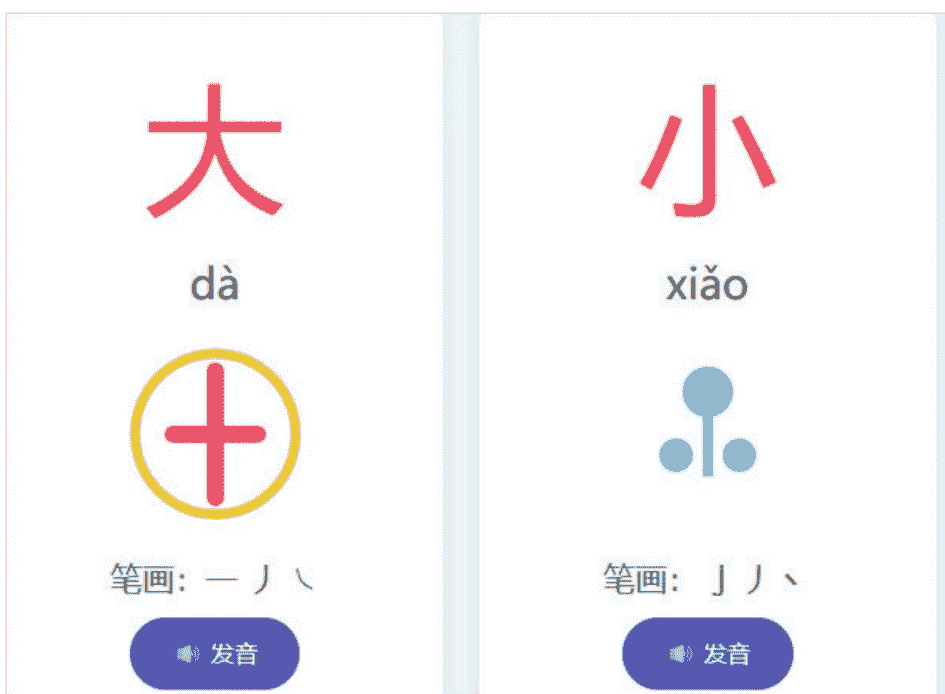 大
dà
笔画: 一 丿 ㇏
发音
小
xiǎo
笔画: 亅 丿 丶
发音